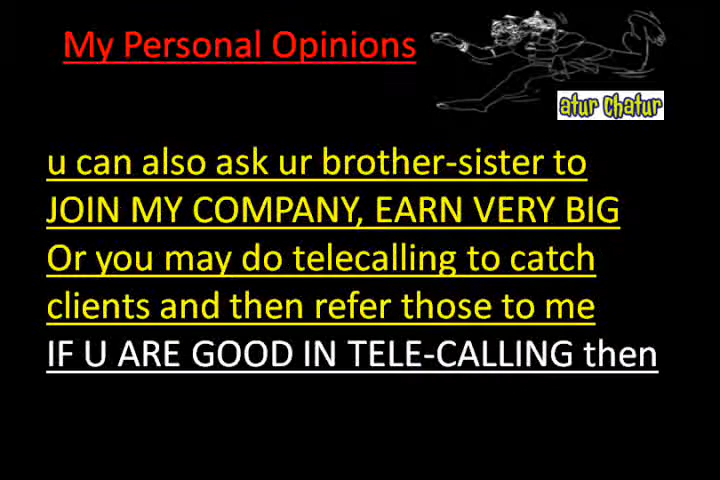 My Personal Opinions
atur chatur
u can also ask ur brother-sister to
JOIN MY COMPANY, EARN VERY BIG
Or you may do telecalling to catch
clients and then refer those to me
IF U ARE GOOD IN TELE-CALLING then